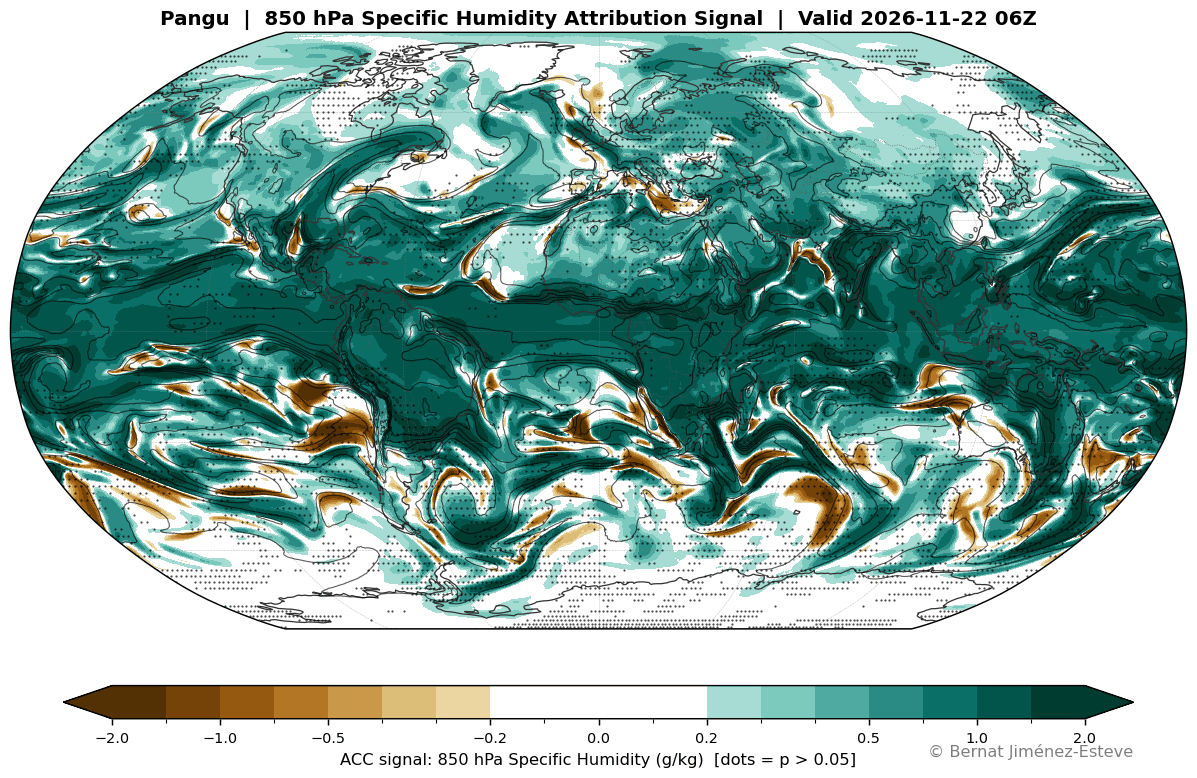 Pangu | 850 hPa Specific Humidity Attribution Signal | Valid 2026-11-22 06Z
−2.0 −1.0 −0.5 −0.2 0.0 0.2 0.5 1.0 2.0
ACC signal: 850 hPa Specific Humidity (g/kg) [dots = p > 0.05]
© Bernat Jiménez-Esteve